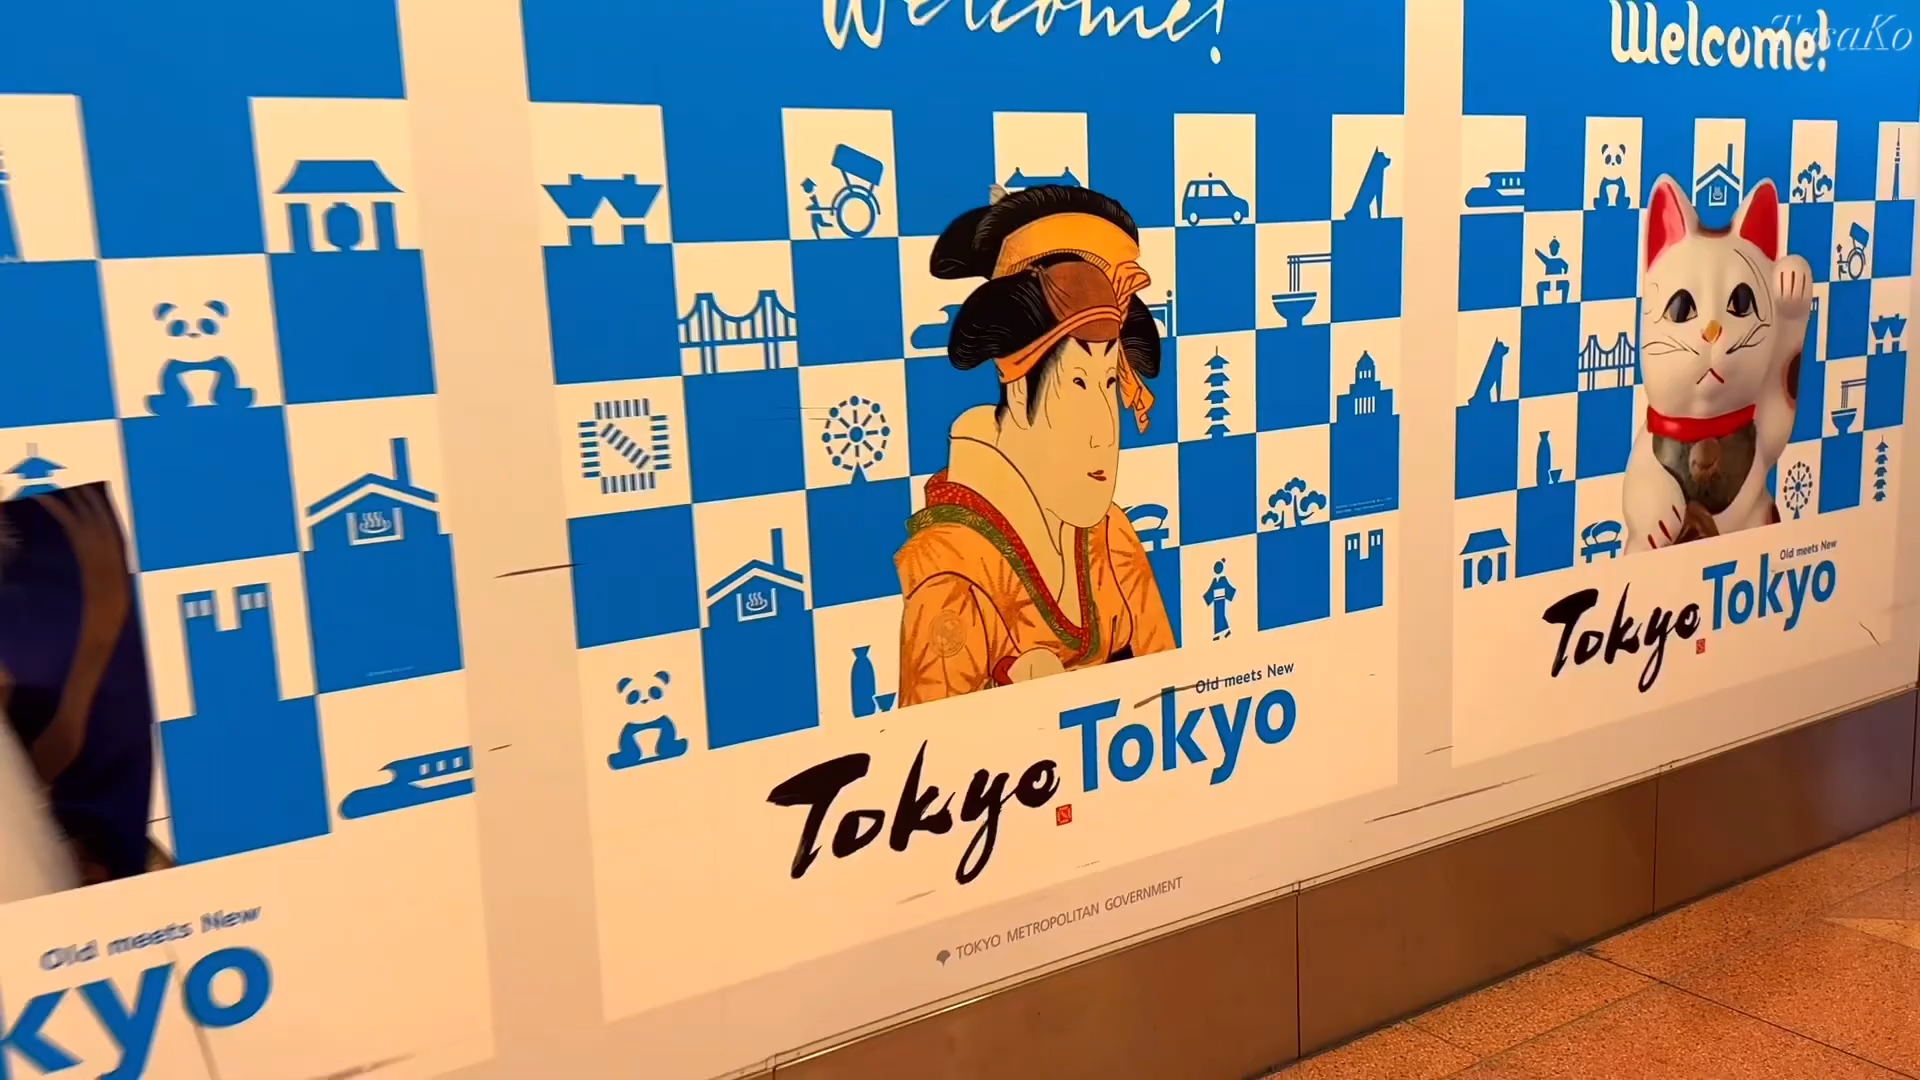 Welcome!
Welcome!
TasaKo
Old meets New
kyo
Old meets New
Tokyo Tokyo
TOKYO METROPOLITAN GOVERNMENT
Old meets New
Tokyo Tokyo